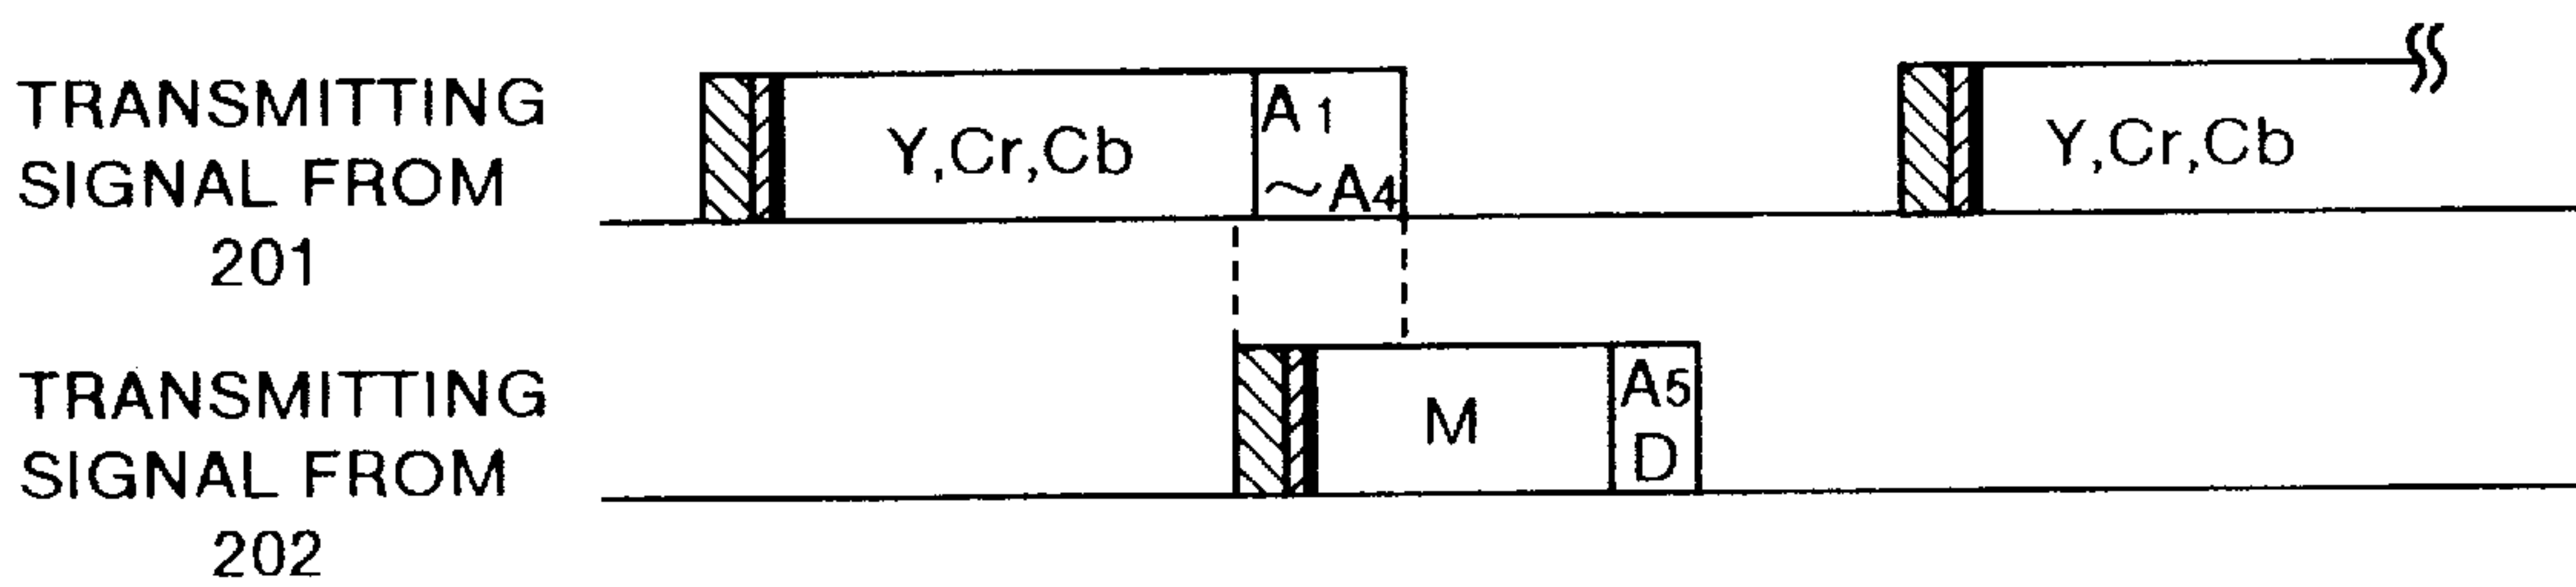 TRANSMITTING
SIGNAL FROM
201
Y,Cr,Cb
A1
~A4
Y,Cr,Cb
TRANSMITTING
SIGNAL FROM
202
M
A5
D